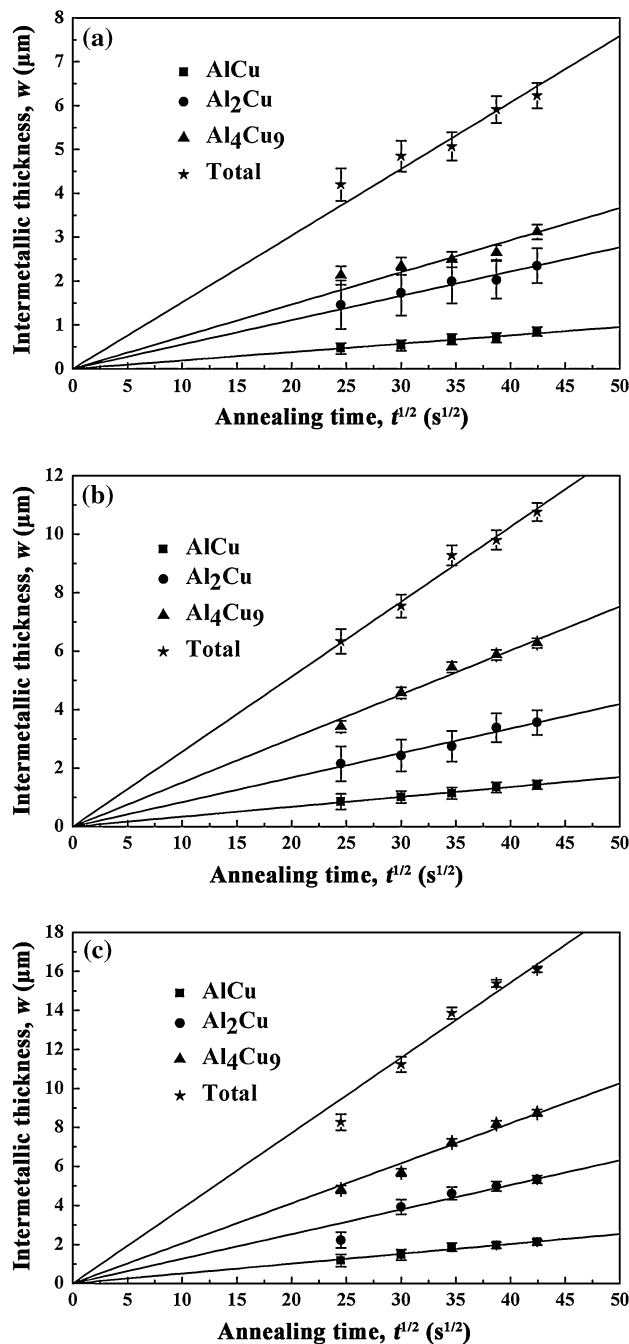 (a)
AlCu
Al2Cu
Al4Cu9
Total
Intermetallic thickness, w (μm)
8
7
6
5
4
3
2
1
0
0 5 10 15 20 25 30 35 40 45 50
Annealing time, t1/2 (s1/2)
(b)
AlCu
Al2Cu
Al4Cu9
Total
Intermetallic thickness, w (μm)
12
10
8
6
4
2
0
0 5 10 15 20 25 30 35 40 45 50
Annealing time, t1/2 (s1/2)
(c)
AlCu
Al2Cu
Al4Cu9
Total
Intermetallic thickness, w (μm)
18
16
14
12
10
8
6
4
2
0
0 5 10 15 20 25 30 35 40 45 50
Annealing time, t1/2 (s1/2)